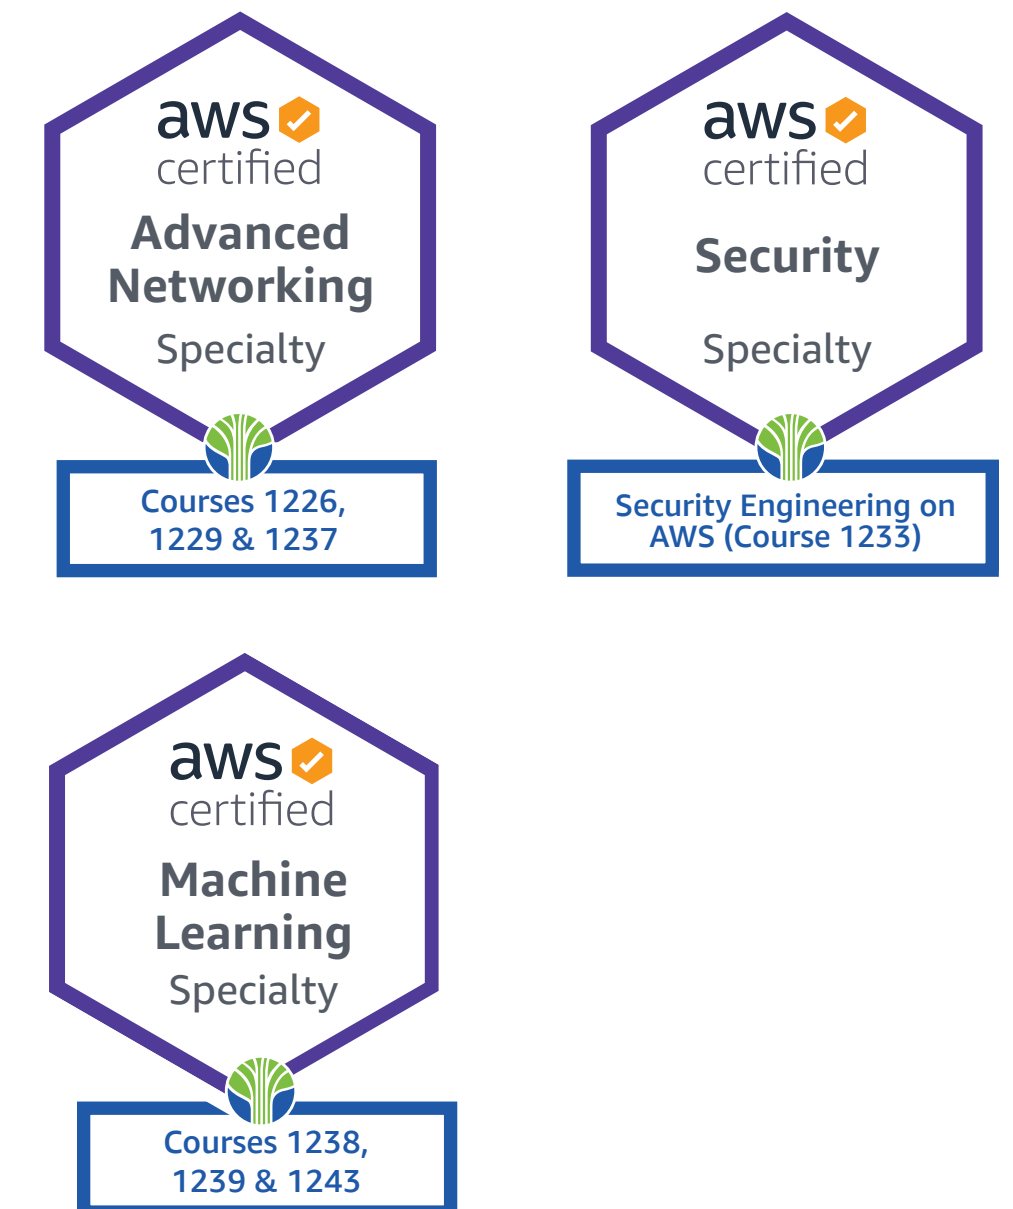 aws
certified
Advanced
Networking
Specialty
Courses 1226,
1229 & 1237
aws
certified
Security
Specialty
Security Engineering on
AWS (Course 1233)
aws
certified
Machine
Learning
Specialty
Courses 1238,
1239 & 1243